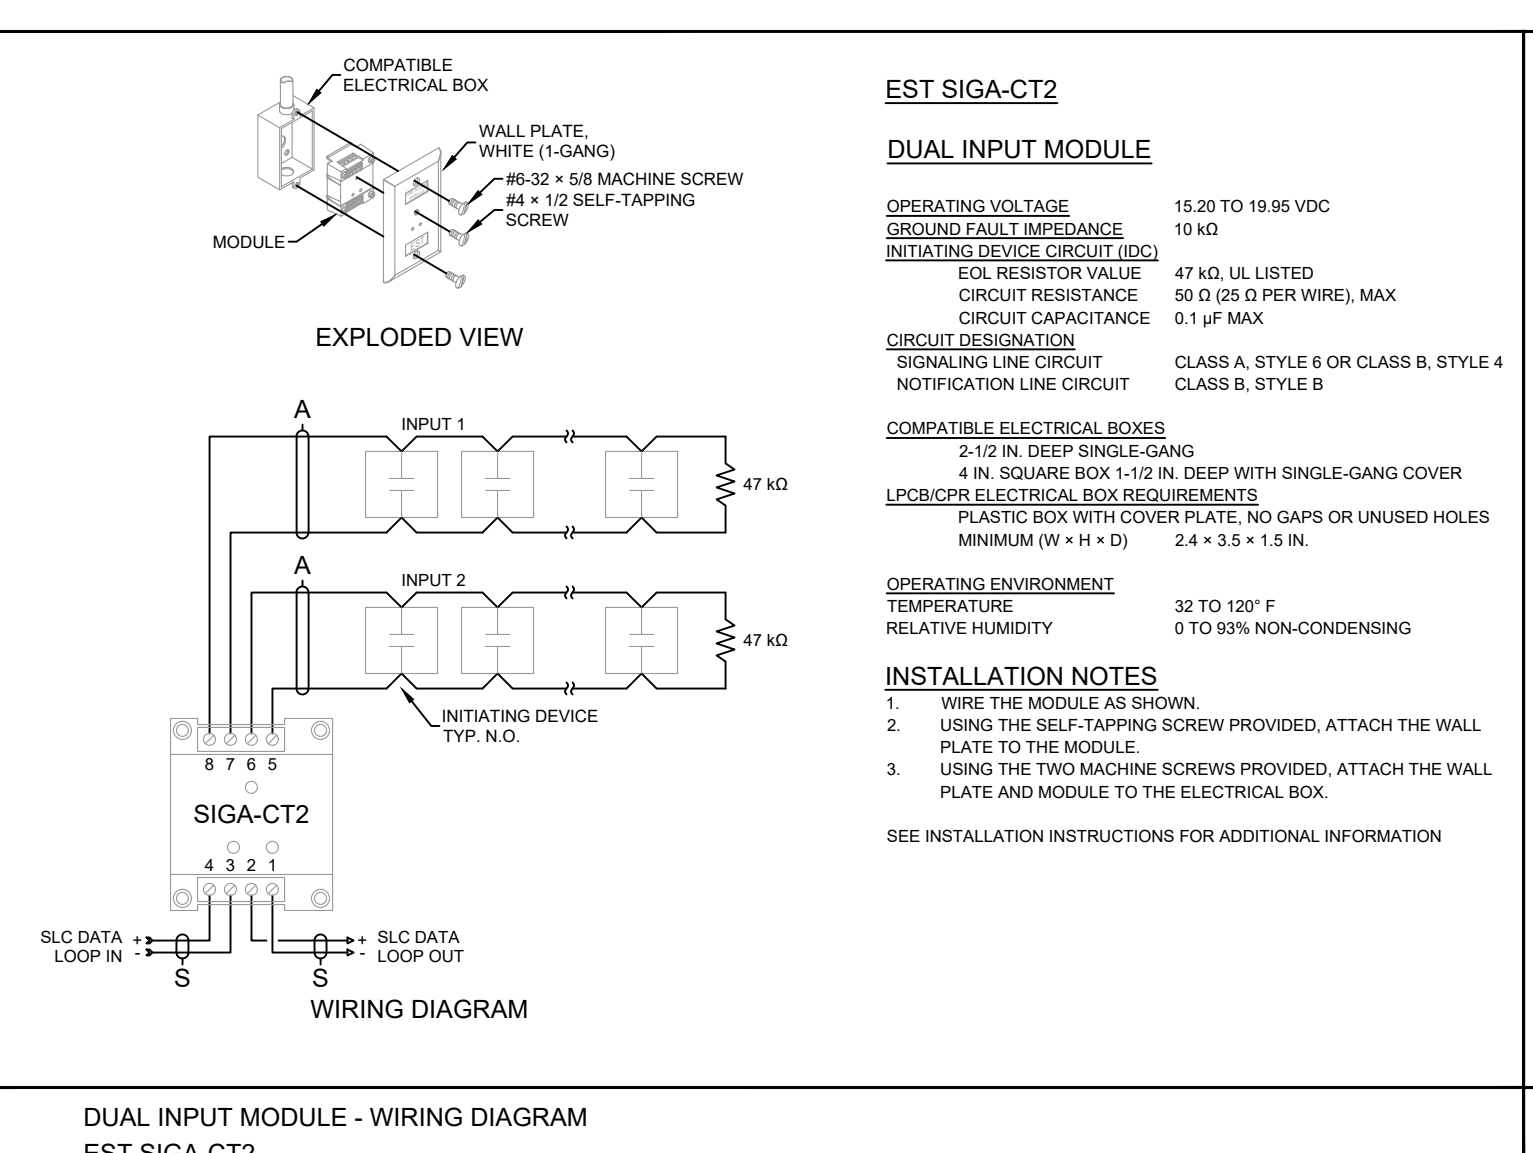 COMPATIBLE
ELECTRICAL BOX
WALL PLATE,
WHITE (1-GANG)
#6-32 × 5/8 MACHINE SCREW
#4 × 1/2 SELF-TAPPING
SCREW
MODULE
EST
EXPLODED VIEW
A
INPUT 1
47 kΩ
A
INPUT 2
47 kΩ
INITIATING DEVICE
TYP. N.O.
8 7 6 5
SIGA-CT2
4 3 2 1
SLC DATA +
LOOP IN -
S
+ SLC DATA
- LOOP OUT
S
WIRING DIAGRAM
EST SIGA-CT2
DUAL INPUT MODULE
OPERATING VOLTAGE 15.20 TO 19.95 VDC
GROUND FAULT IMPEDANCE 10 kΩ
INITIATING DEVICE CIRCUIT (IDC)
EOL RESISTOR VALUE 47 kΩ, UL LISTED
CIRCUIT RESISTANCE 50 Ω (25 Ω PER WIRE), MAX
CIRCUIT CAPACITANCE 0.1 µF MAX
CIRCUIT DESIGNATION
SIGNALING LINE CIRCUIT CLASS A, STYLE 6 OR CLASS B, STYLE 4
NOTIFICATION LINE CIRCUIT CLASS B, STYLE B
COMPATIBLE ELECTRICAL BOXES
2-1/2 IN. DEEP SINGLE-GANG
4 IN. SQUARE BOX 1-1/2 IN. DEEP WITH SINGLE-GANG COVER
LPCB/CPR ELECTRICAL BOX REQUIREMENTS
PLASTIC BOX WITH COVER PLATE, NO GAPS OR UNUSED HOLES
MINIMUM (W × H × D) 2.4 × 3.5 × 1.5 IN.
OPERATING ENVIRONMENT
TEMPERATURE 32 TO 120° F
RELATIVE HUMIDITY 0 TO 93% NON-CONDENSING
INSTALLATION NOTES
1. WIRE THE MODULE AS SHOWN.
2. USING THE SELF-TAPPING SCREW PROVIDED, ATTACH THE WALL
PLATE TO THE MODULE.
3. USING THE TWO MACHINE SCREWS PROVIDED, ATTACH THE WALL
PLATE AND MODULE TO THE ELECTRICAL BOX.
SEE INSTALLATION INSTRUCTIONS FOR ADDITIONAL INFORMATION
DUAL INPUT MODULE - WIRING DIAGRAM
EST SIGA-CT2